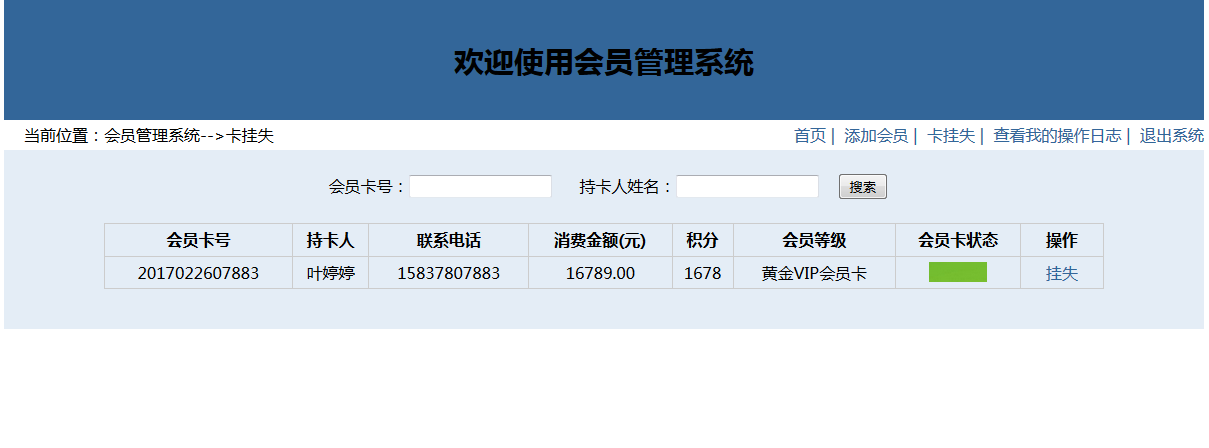 欢迎使用会员管理系统
当前位置：会员管理系统-->卡挂失 首页 | 添加会员 | 卡挂失 | 查看我的操作日志 | 退出系统
会员卡号： 持卡人姓名： 搜索
会员卡号 持卡人 联系电话 消费金额(元) 积分 会员等级 会员卡状态 操作
2017022607883 叶婷婷 15837807883 16789.00 1678 黄金VIP会员卡 挂失